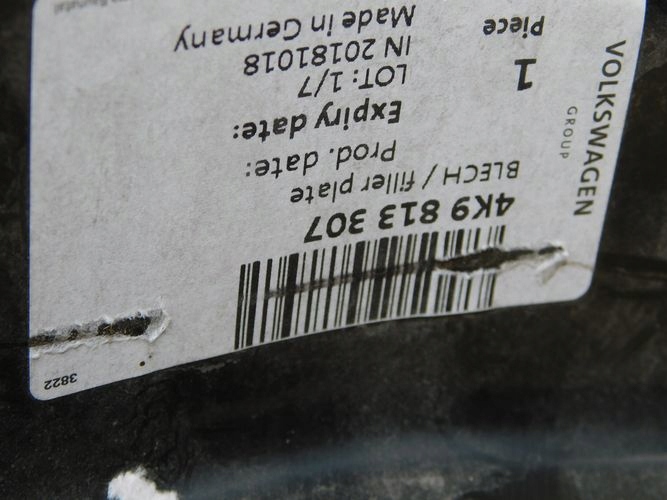 VOLKSWAGEN
GROUP
4K9 813 307
BLECH / filler plate
Prod. date:
Expiry date:
LOT: 1/7
IN 20181018
Made in Germany
1
Piece
3822